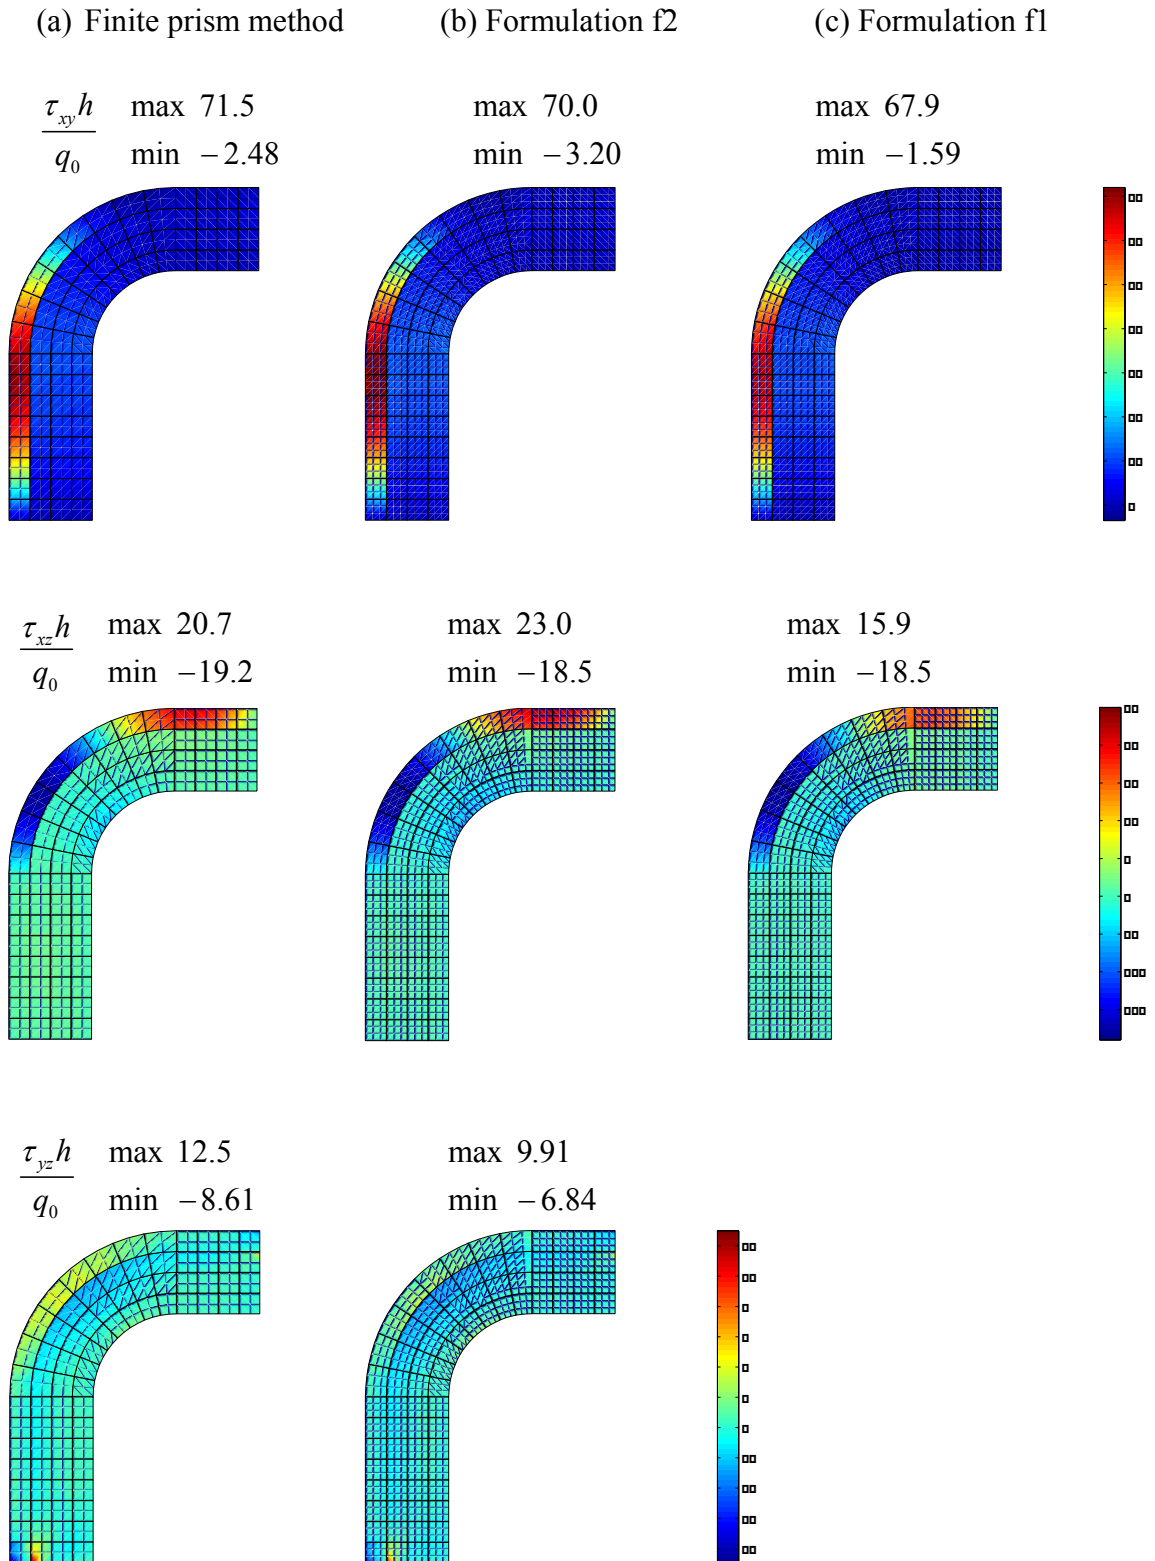 (a) Finite prism method (b) Formulation f2 (c) Formulation f1
τxy h / q0 max 71.5 max 70.0 max 67.9
min −2.48 min −3.20 min −1.59
τxz h / q0 max 20.7 max 23.0 max 15.9
min −19.2 min −18.5 min −18.5
τyz h / q0 max 12.5 max 9.91
min −8.61 min −6.84